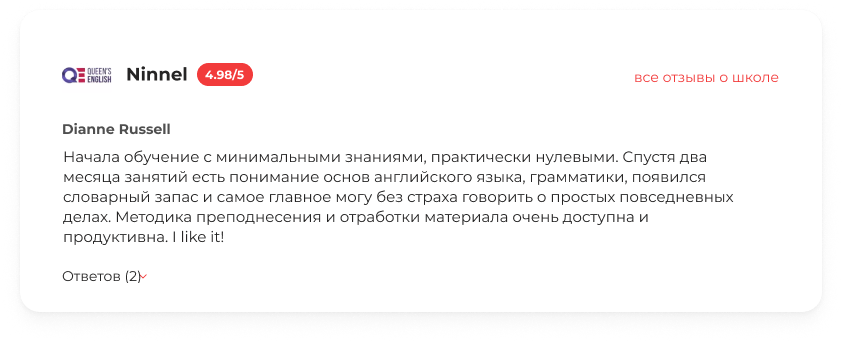 QE QUEEN'S
ENGLISH
Ninnel 4.98/5
все отзывы о школе
Dianne Russell
Начала обучение с минимальными знаниями, практически нулевыми. Спустя два
месяца занятий есть понимание основ английского языка, грамматики, появился
словарный запас и самое главное могу без страха говорить о простых повседневных
делах. Методика преподнесения и отработки материала очень доступна и
продуктивна. I like it!
Ответов (2)